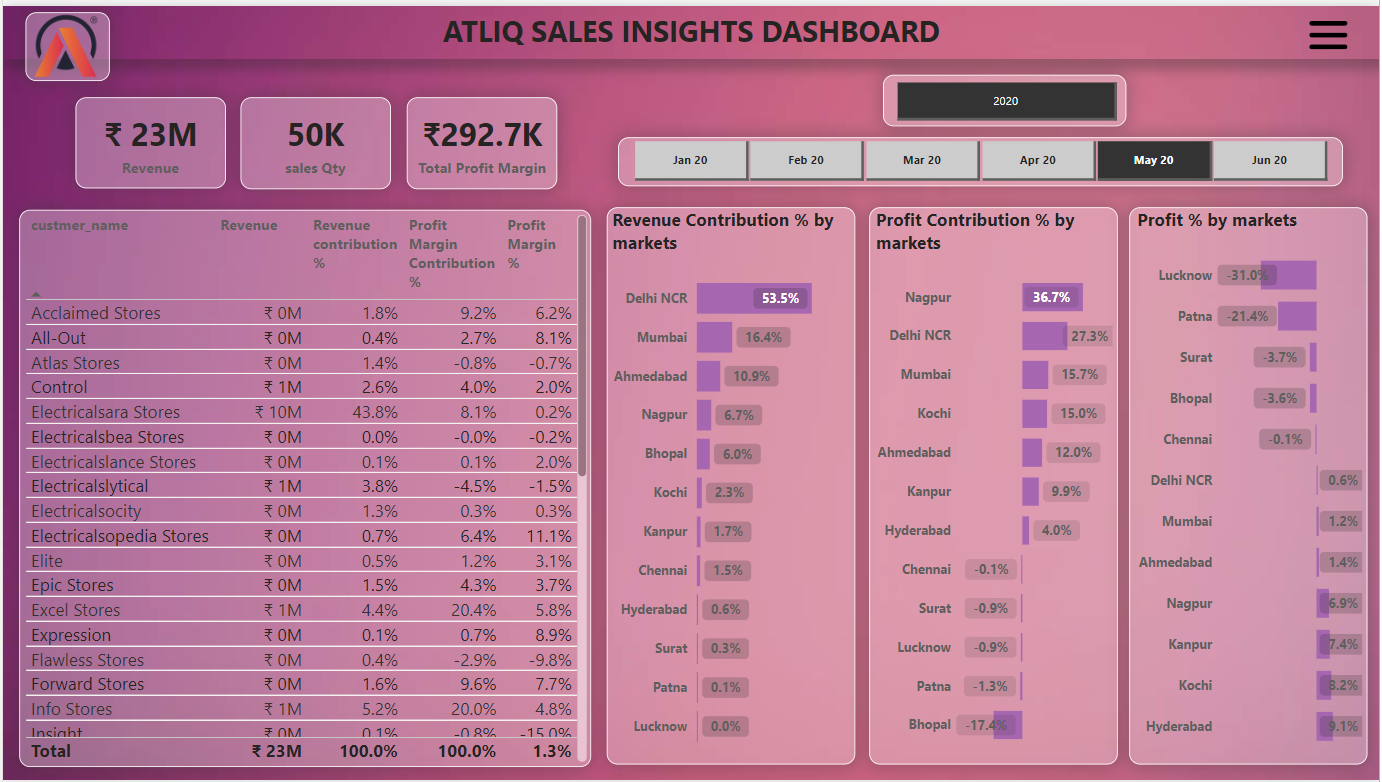 ATLIQ SALES INSIGHTS DASHBOARD
®
2020
₹ 23M
Revenue
50K
sales Qty
₹292.7K
Total Profit Margin
Jan 20
Feb 20
Mar 20
Apr 20
May 20
Jun 20
custmer_name Revenue Revenue contribution % Profit Margin Contribution % Profit Margin %
Acclaimed Stores ₹ 0M 1.8% 9.2% 6.2%
All-Out ₹ 0M 0.4% 2.7% 8.1%
Atlas Stores ₹ 0M 1.4% -0.8% -0.7%
Control ₹ 1M 2.6% 4.0% 2.0%
Electricalsara Stores ₹ 10M 43.8% 8.1% 0.2%
Electricalsbea Stores ₹ 0M 0.0% -0.0% -0.2%
Electricalslance Stores ₹ 0M 0.1% 0.1% 2.0%
Electricalslytical ₹ 1M 3.8% -4.5% -1.5%
Electricalsocity ₹ 0M 1.3% 0.3% 0.3%
Electricalsopedia Stores ₹ 0M 0.7% 6.4% 11.1%
Elite ₹ 0M 0.5% 1.2% 3.1%
Epic Stores ₹ 0M 1.5% 4.3% 3.7%
Excel Stores ₹ 1M 4.4% 20.4% 5.8%
Expression ₹ 0M 0.1% 0.7% 8.9%
Flawless Stores ₹ 0M 0.4% -2.9% -9.8%
Forward Stores ₹ 0M 1.6% 9.6% 7.7%
Info Stores ₹ 1M 5.2% 20.0% 4.8%
Insight ₹ 0M 0.1% -0.8% -15.0%
Total ₹ 23M 100.0% 100.0% 1.3%
Revenue Contribution % by
markets
Delhi NCR 53.5%
Mumbai 16.4%
Ahmedabad 10.9%
Nagpur 6.7%
Bhopal 6.0%
Kochi 2.3%
Kanpur 1.7%
Chennai 1.5%
Hyderabad 0.6%
Surat 0.3%
Patna 0.1%
Lucknow 0.0%
Profit Contribution % by
markets
Nagpur 36.7%
Delhi NCR 27.3%
Mumbai 15.7%
Kochi 15.0%
Ahmedabad 12.0%
Kanpur 9.9%
Hyderabad 4.0%
Chennai -0.1%
Surat -0.9%
Lucknow -0.9%
Patna -1.3%
Bhopal -17.4%
Profit % by markets
Lucknow -31.0%
Patna -21.4%
Surat -3.7%
Bhopal -3.6%
Chennai -0.1%
Delhi NCR 0.6%
Mumbai 1.2%
Ahmedabad 1.4%
Nagpur 6.9%
Kanpur 7.4%
Kochi 8.2%
Hyderabad 9.1%